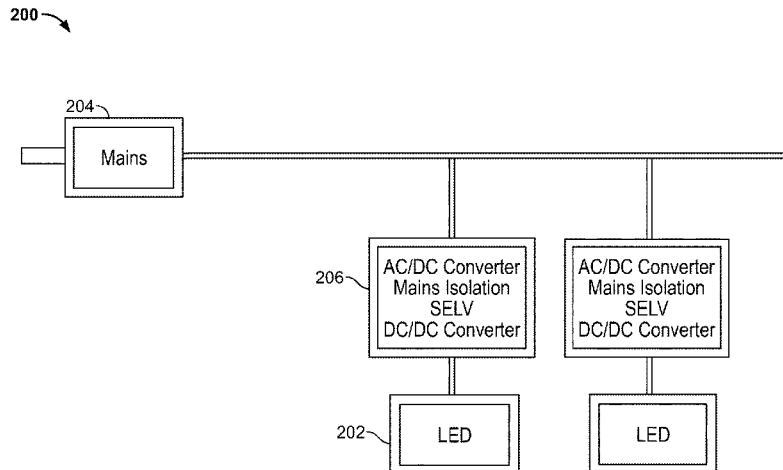 200
204
Mains
206
AC/DC Converter
Mains Isolation
SELV
DC/DC Converter
AC/DC Converter
Mains Isolation
SELV
DC/DC Converter
202
LED
LED